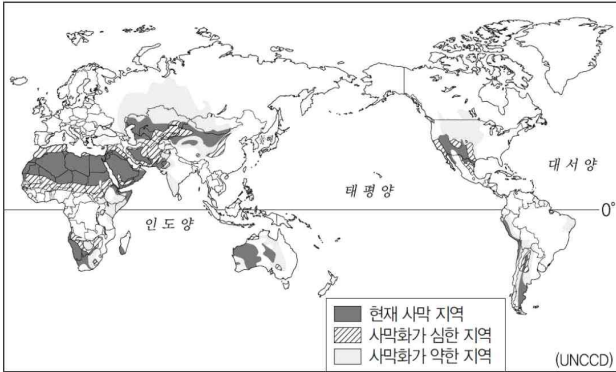 대서양
태평양
인도양
0°
현재 사막 지역
사막화가 심한 지역
사막화가 약한 지역
(UNCCD)